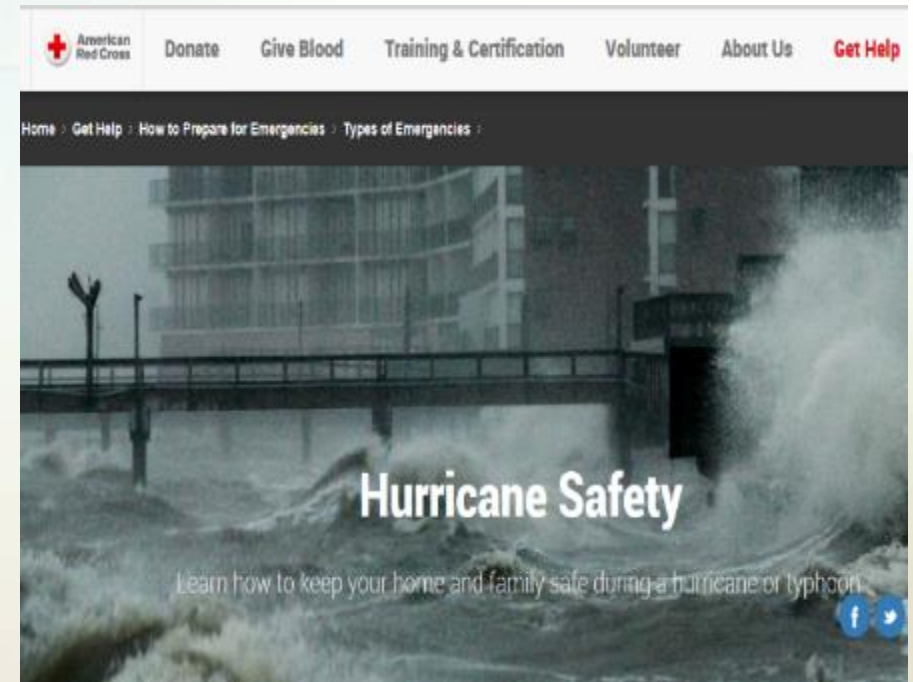 American
Red Cross
Donate Give Blood Training & Certification Volunteer About Us Get Help
Home > Get Help > How to Prepare for Emergencies > Types of Emergencies >
Hurricane Safety
Learn how to keep your home and family safe during a hurricane or typhoon
f